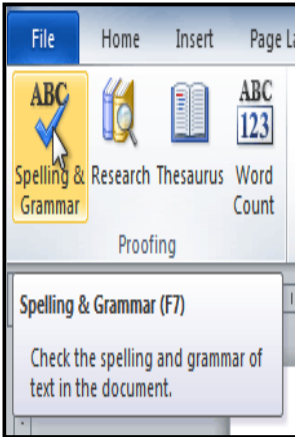 File Home Insert Page
ABC ABC
123
Spelling & Research Thesaurus Word
Grammar Count
Proofing
Spelling & Grammar (F7)
Check the spelling and grammar of
text in the document.